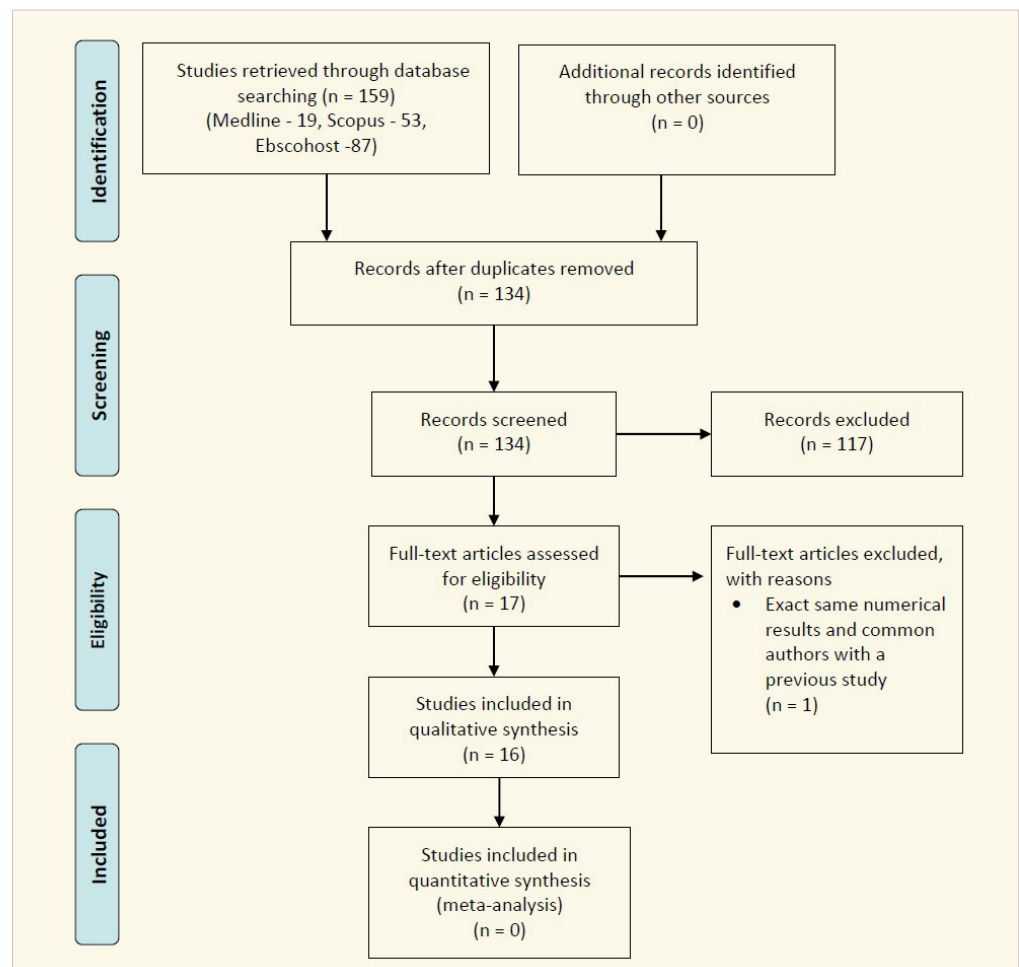 Identification
Studies retrieved through database
searching (n = 159)
(Medline - 19, Scopus - 53,
Ebscohost -87)
Additional records identified
through other sources
(n = 0)
Records after duplicates removed
(n = 134)
Screening
Records screened
(n = 134)
Records excluded
(n = 117)
Eligibility
Full-text articles assessed
for eligibility
(n = 17)
Full-text articles excluded,
with reasons
• Exact same numerical
results and common
authors with a
previous study
(n = 1)
Studies included in
qualitative synthesis
(n = 16)
Included
Studies included in
quantitative synthesis
(meta-analysis)
(n = 0)